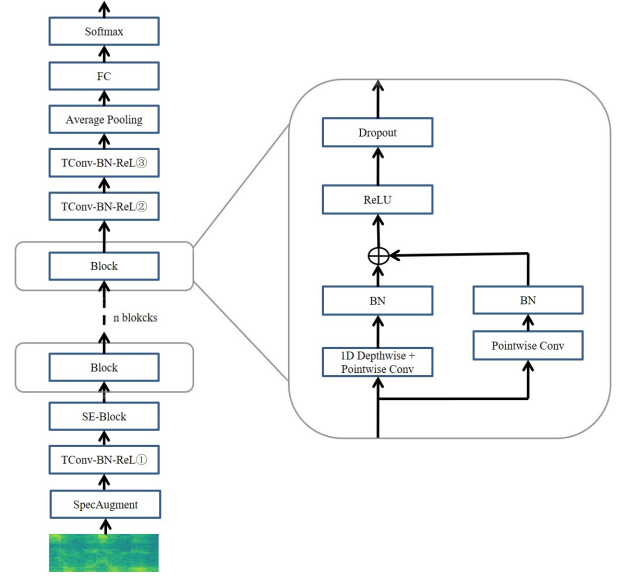 Softmax
FC
Average Pooling
TConv-BN-ReL③
TConv-BN-ReL②
Block
n blokcks
Block
SE-Block
TConv-BN-ReL①
SpecAugment
Dropout
ReLU
BN
BN
1D Depthwise +
Pointwise Conv
Pointwise Conv